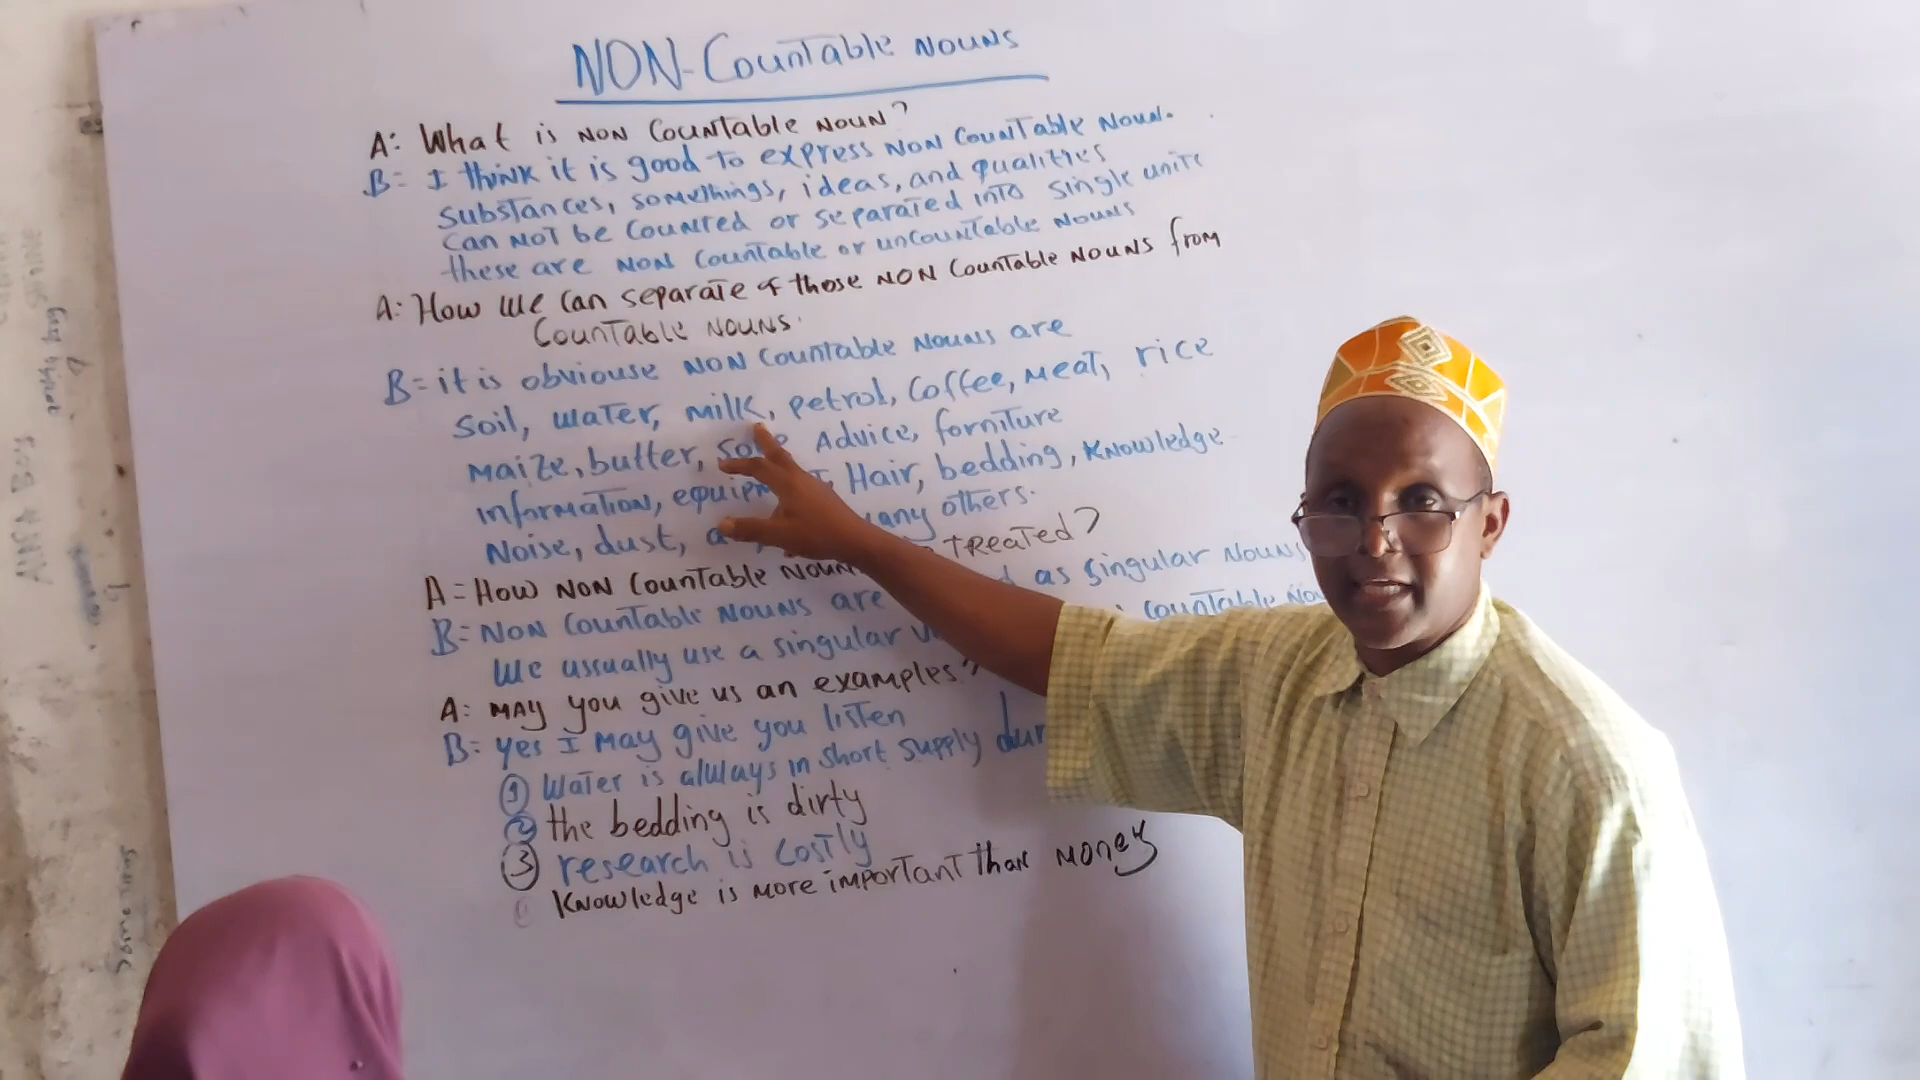 NON-Countable NOUNS
A: What is NON Countable NOUN?
B= I think it is good to express NON Countable NOUN.
substances, somethings, ideas, and qualities
can not be counred or separated into single units
these are NON Countable or uncountable NOUNS
A: How we can separate of those NON Countable NOUNS from
Countable NOUNS.
B= it is obviouse NON Countable NOUNS are
soil, water, milk, petrol, Coffee, Meat, rice
Maize, butter, Advice, forniture
information, Hair, bedding, Knowledge
Noise, dust, others.
A= How NON Countable treated?
B= NON Countable NOUNS are as singular NOUNS
Countable
We ussually use a singular
A: MAY you give us an examples?
B= yes I May give you listen
1 Water is always in short supply
2 the bedding is dirty
3 research is costly
Knowledge is more important than money